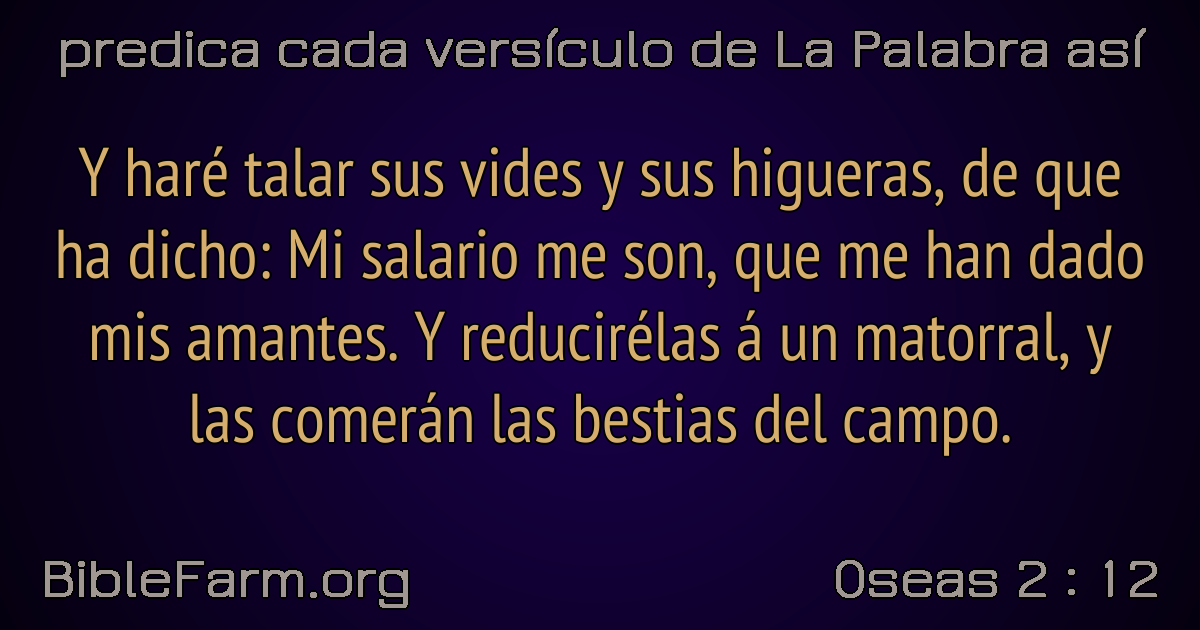 predica cada versículo de La Palabra así
Y haré talar sus vides y sus higueras, de que
ha dicho: Mi salario me son, que me han dado
mis amantes. Y reducirélas á un matorral, y
las comerán las bestias del campo.
BibleFarm.org
Oseas 2 : 12